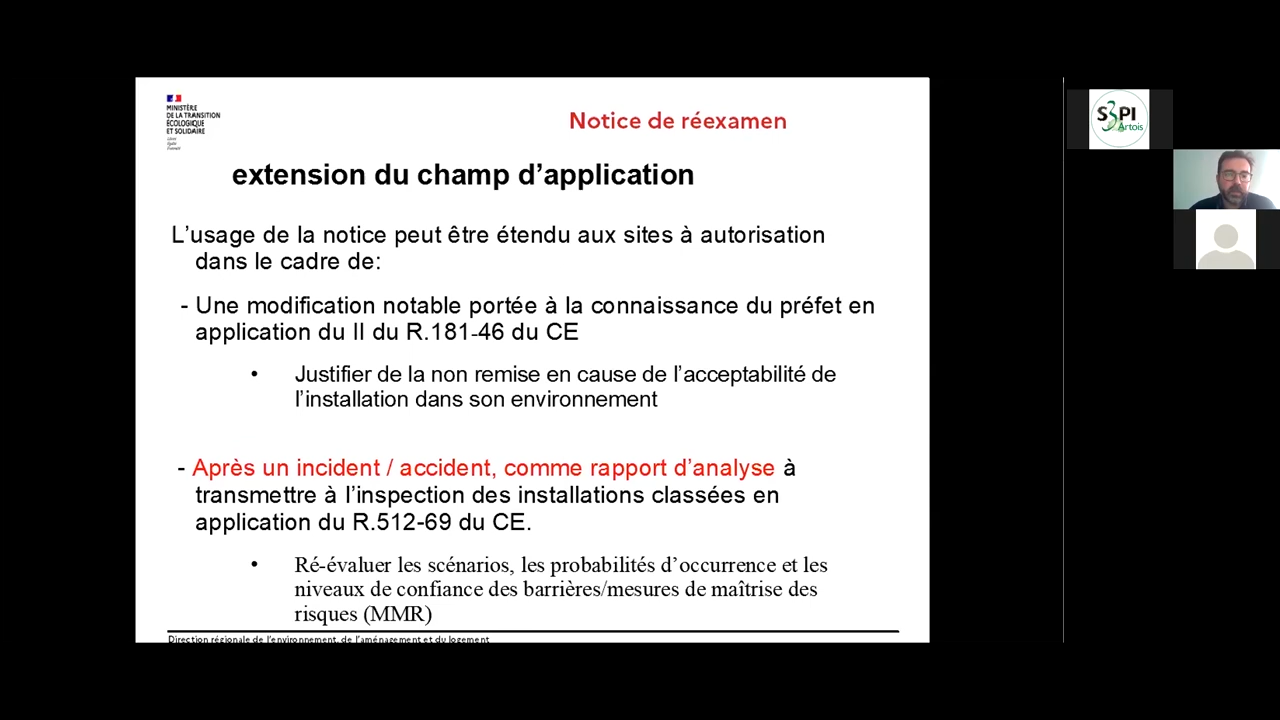 MINISTÈRE
DE LA TRANSITION
ÉCOLOGIQUE
ET SOLIDAIRE
Liberté
Égalité
Fraternité
Notice de réexamen
extension du champ d’application
L’usage de la notice peut être étendu aux sites à autorisation
dans le cadre de:
- Une modification notable portée à la connaissance du préfet en
application du II du R.181-46 du CE
• Justifier de la non remise en cause de l’acceptabilité de
l’installation dans son environnement
- Après un incident / accident, comme rapport d’analyse à
transmettre à l’inspection des installations classées en
application du R.512-69 du CE.
• Ré-évaluer les scénarios, les probabilités d’occurrence et les
niveaux de confiance des barrières/mesures de maîtrise des
risques (MMR)
Direction régionale de l’environnement, de l’aménagement et du logement
S3PI
Artois